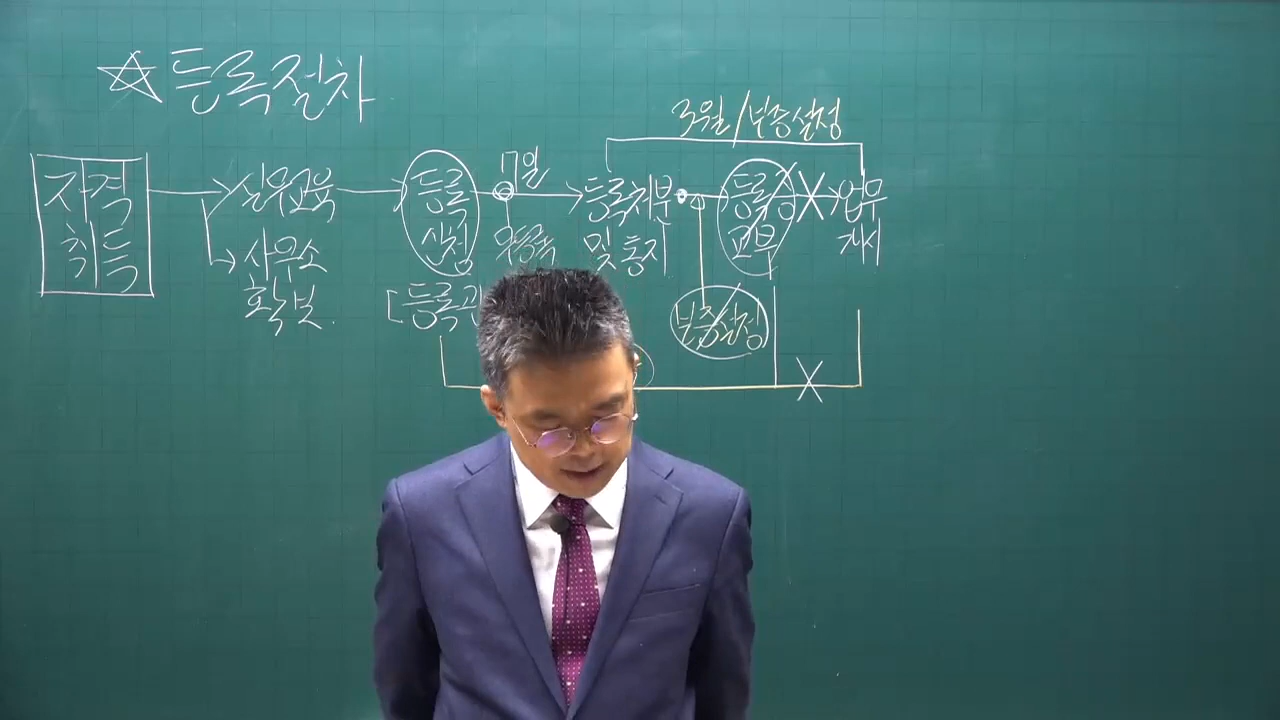 ☆ 등록절차
3월/보증설정
자격
취득
실무교육
사무소
확보.
등록
신청
[등록관
7일
등록처분
및 통지
보증설정
등록증
교부
X
업무
개시
X